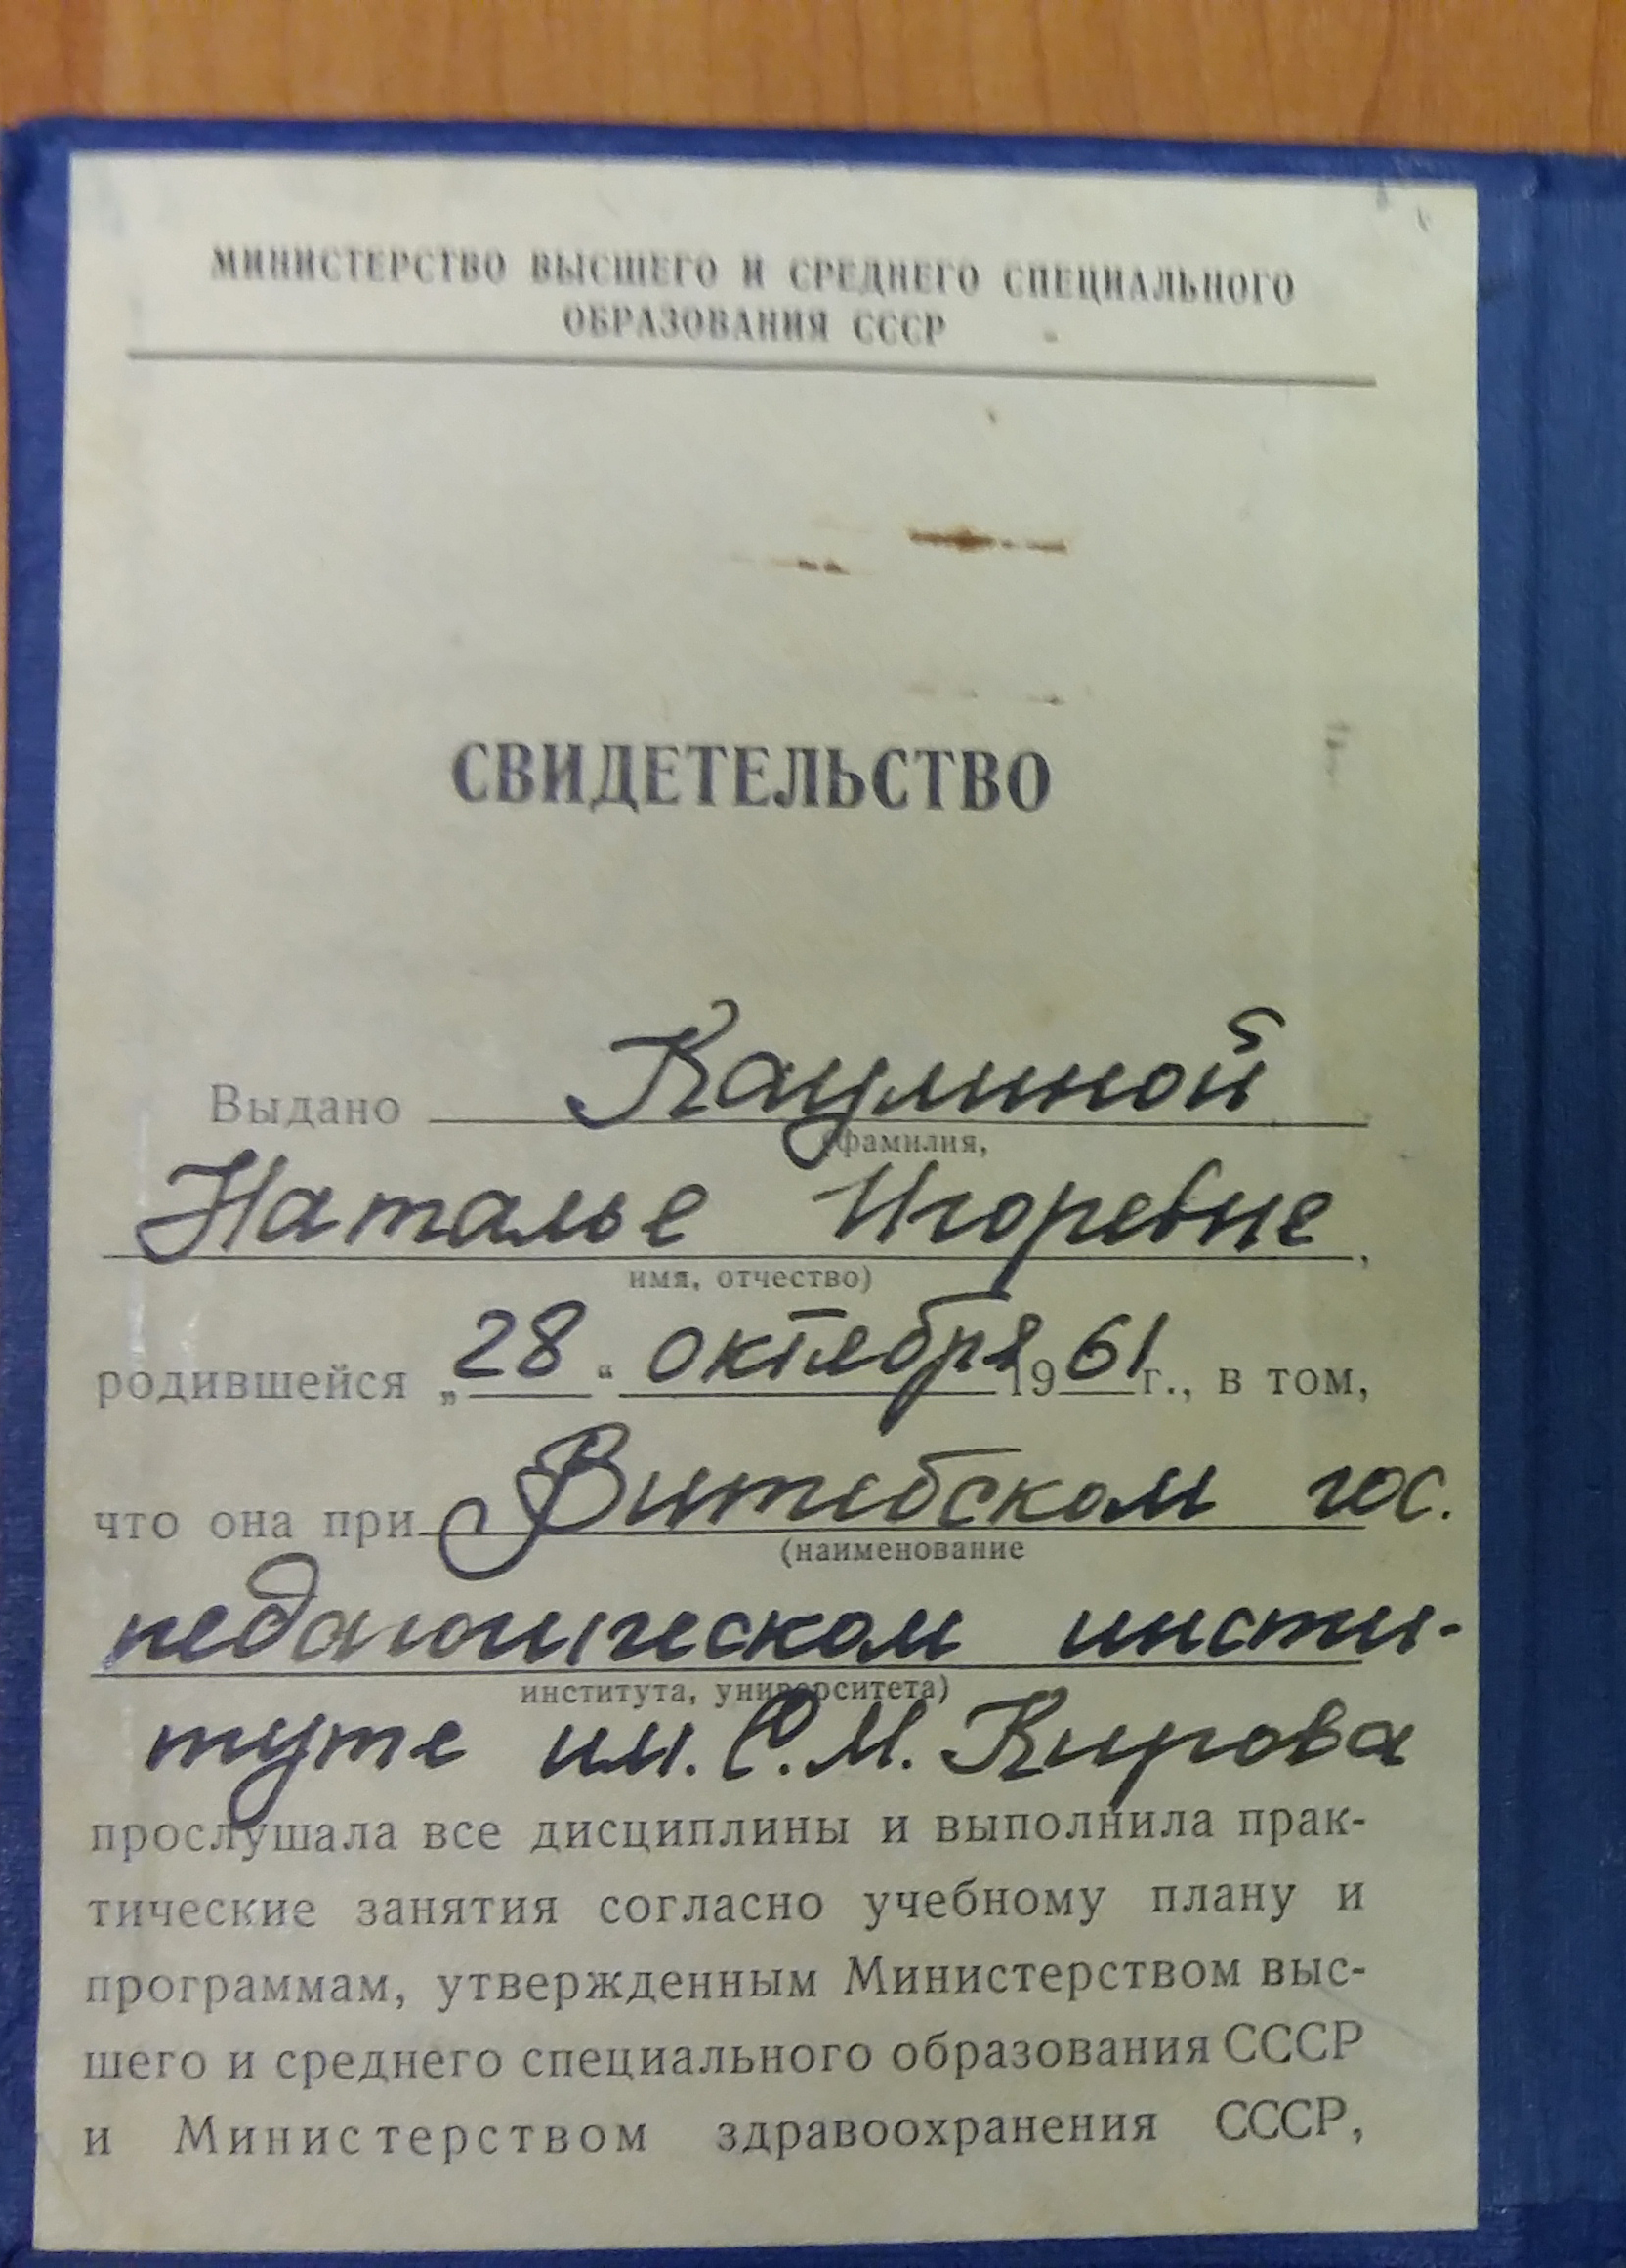 МИНИСТЕРСТВО ВЫСШЕГО И СРЕДНЕГО СПЕЦИАЛЬНОГО
ОБРАЗОВАНИЯ СССР
СВИДЕТЕЛЬСТВО
Выдано Каулиной
(фамилия,
Наталье Игоревне,
имя, отчество)
родившейся „28“ октября 1961 г., в том,
что она при Витебском гос.
(наименование
педагогическом инсти-
института, университета)
туте им. С. М. Кирова
прослушала все дисциплины и выполнила прак-
тические занятия согласно учебному плану и
программам, утвержденным Министерством выс-
шего и среднего специального образования СССР
и Министерством здравоохранения СССР,